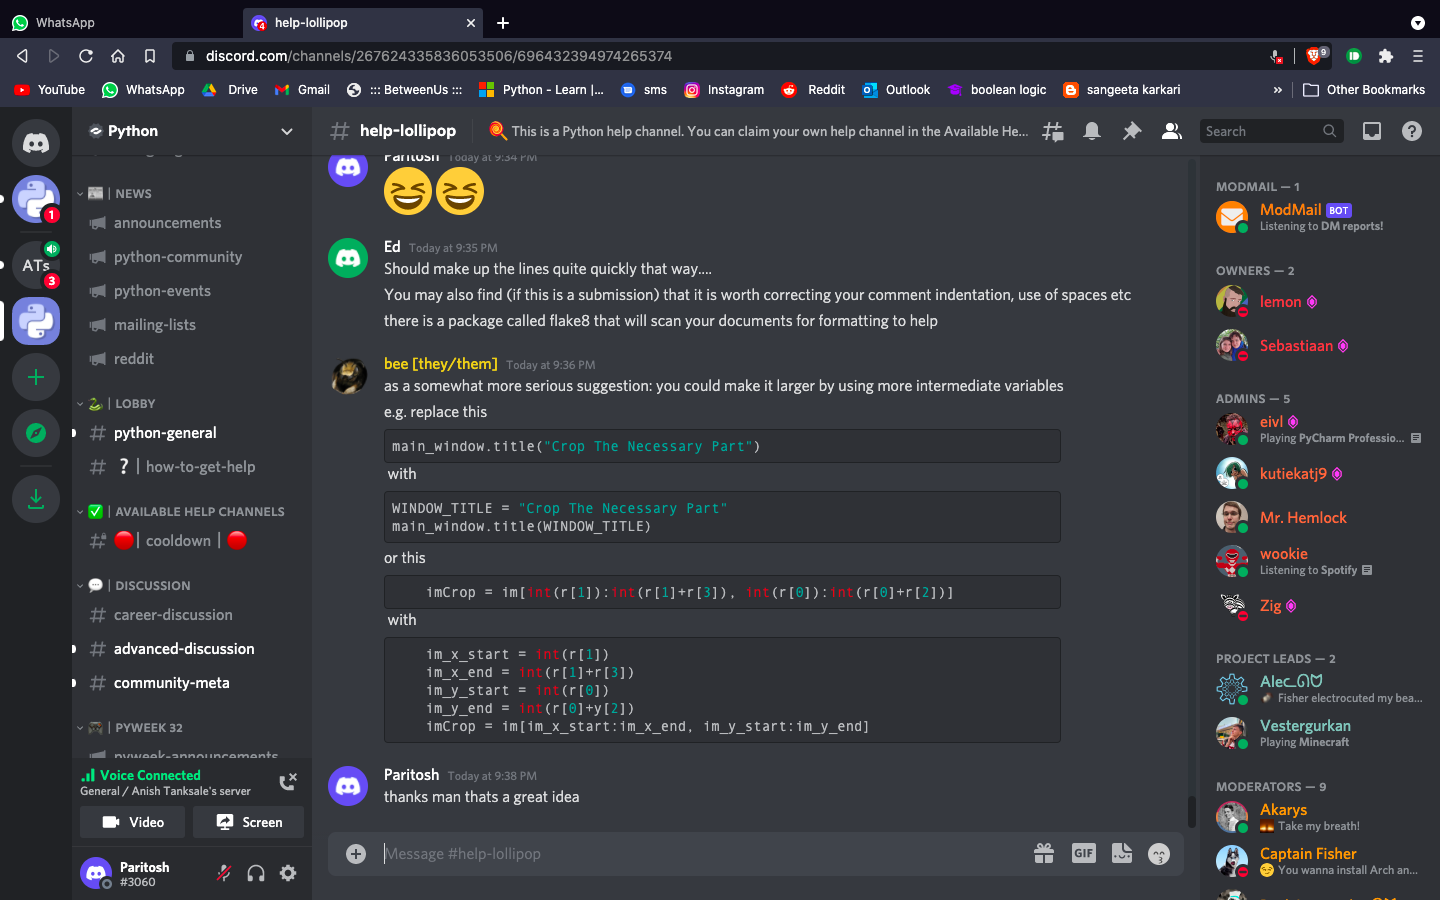 WhatsApp
4
help-lollipop
discord.com/channels/267624335836053506/696432394974265374
9
YouTube
WhatsApp
Drive
Gmail
::: BetweenUs :::
Python - Learn |...
sms
Instagram
Reddit
Outlook
boolean logic
sangeeta karkari
»
Other Bookmarks
1
ATs
3
Python
| NEWS
announcements
python-community
python-events
mailing-lists
reddit
| LOBBY
python-general
? | how-to-get-help
| AVAILABLE HELP CHANNELS
| cooldown |
| DISCUSSION
career-discussion
advanced-discussion
community-meta
| PYWEEK 32
pyweek-announcements
Voice Connected
General / Anish Tanksale's server
Video
Screen
Paritosh
#3060
help-lollipop
This is a Python help channel. You can claim your own help channel in the Available He...
Search
Paritosh Today at 9:34 PM
Ed Today at 9:35 PM
Should make up the lines quite quickly that way....
You may also find (if this is a submission) that it is worth correcting your comment indentation, use of spaces etc
there is a package called flake8 that will scan your documents for formatting to help
bee [they/them] Today at 9:36 PM
as a somewhat more serious suggestion: you could make it larger by using more intermediate variables
e.g. replace this
main_window.title("Crop The Necessary Part")
with
WINDOW_TITLE = "Crop The Necessary Part"
main_window.title(WINDOW_TITLE)
or this
imCrop = im[int(r[1]):int(r[1]+r[3]), int(r[0]):int(r[0]+r[2])]
with
im_x_start = int(r[1])
im_x_end = int(r[1]+r[3])
im_y_start = int(r[0])
im_y_end = int(r[0]+y[2])
imCrop = im[im_x_start:im_x_end, im_y_start:im_y_end]
Paritosh Today at 9:38 PM
thanks man thats a great idea
Message #help-lollipop
GIF
MODMAIL — 1
ModMail BOT
Listening to DM reports!
OWNERS — 2
lemon
Sebastiaan
ADMINS — 5
eivl
Playing PyCharm Professio...
kutiekatj9
Mr. Hemlock
wookie
Listening to Spotify
Zig
PROJECT LEADS — 2
Fisher electrocuted my bea...
Vestergurkan
Playing Minecraft
MODERATORS — 9
Akarys
Take my breath!
Captain Fisher
You wanna install Arch an...